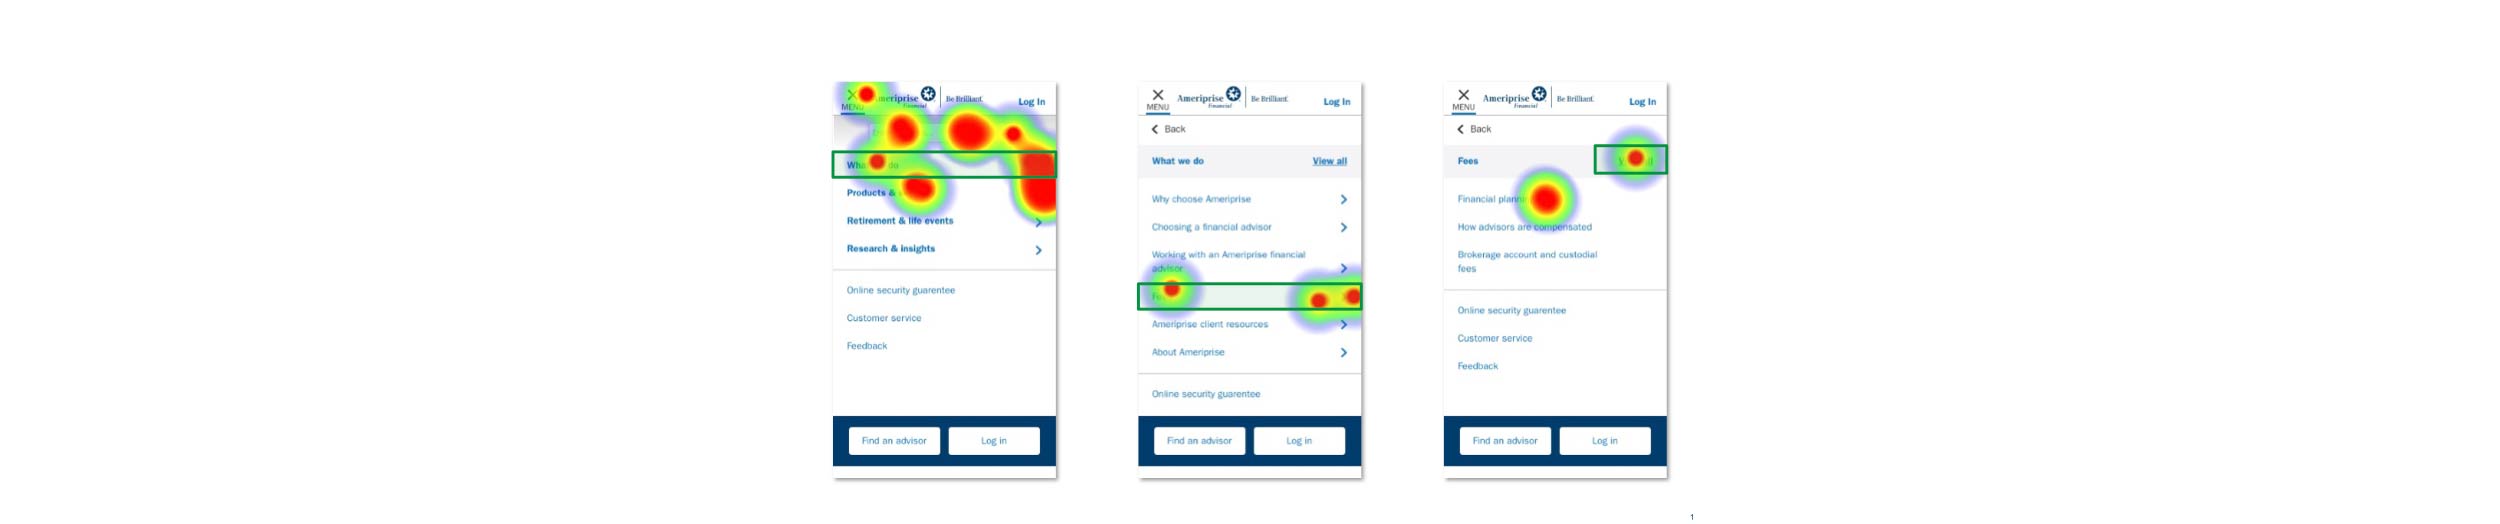 MENU
Ameriprise Financial
Be Brilliant.
Log In
do
Products &
Retirement & life events
Research & insights
Online security guarentee
Customer service
Feedback
Find an advisor
Log in
MENU
Ameriprise Financial
Be Brilliant.
Log In
Back
What we do
View all
Why choose Ameriprise
Choosing a financial advisor
Working with an Ameriprise financial
advisor
Ameriprise client resources
About Ameriprise
Online security guarentee
Find an advisor
Log in
MENU
Ameriprise Financial
Be Brilliant.
Log In
Back
Fees
Financial
How advisors are compensated
Brokerage account and custodial
fees
Online security guarentee
Customer service
Feedback
Find an advisor
Log in
1